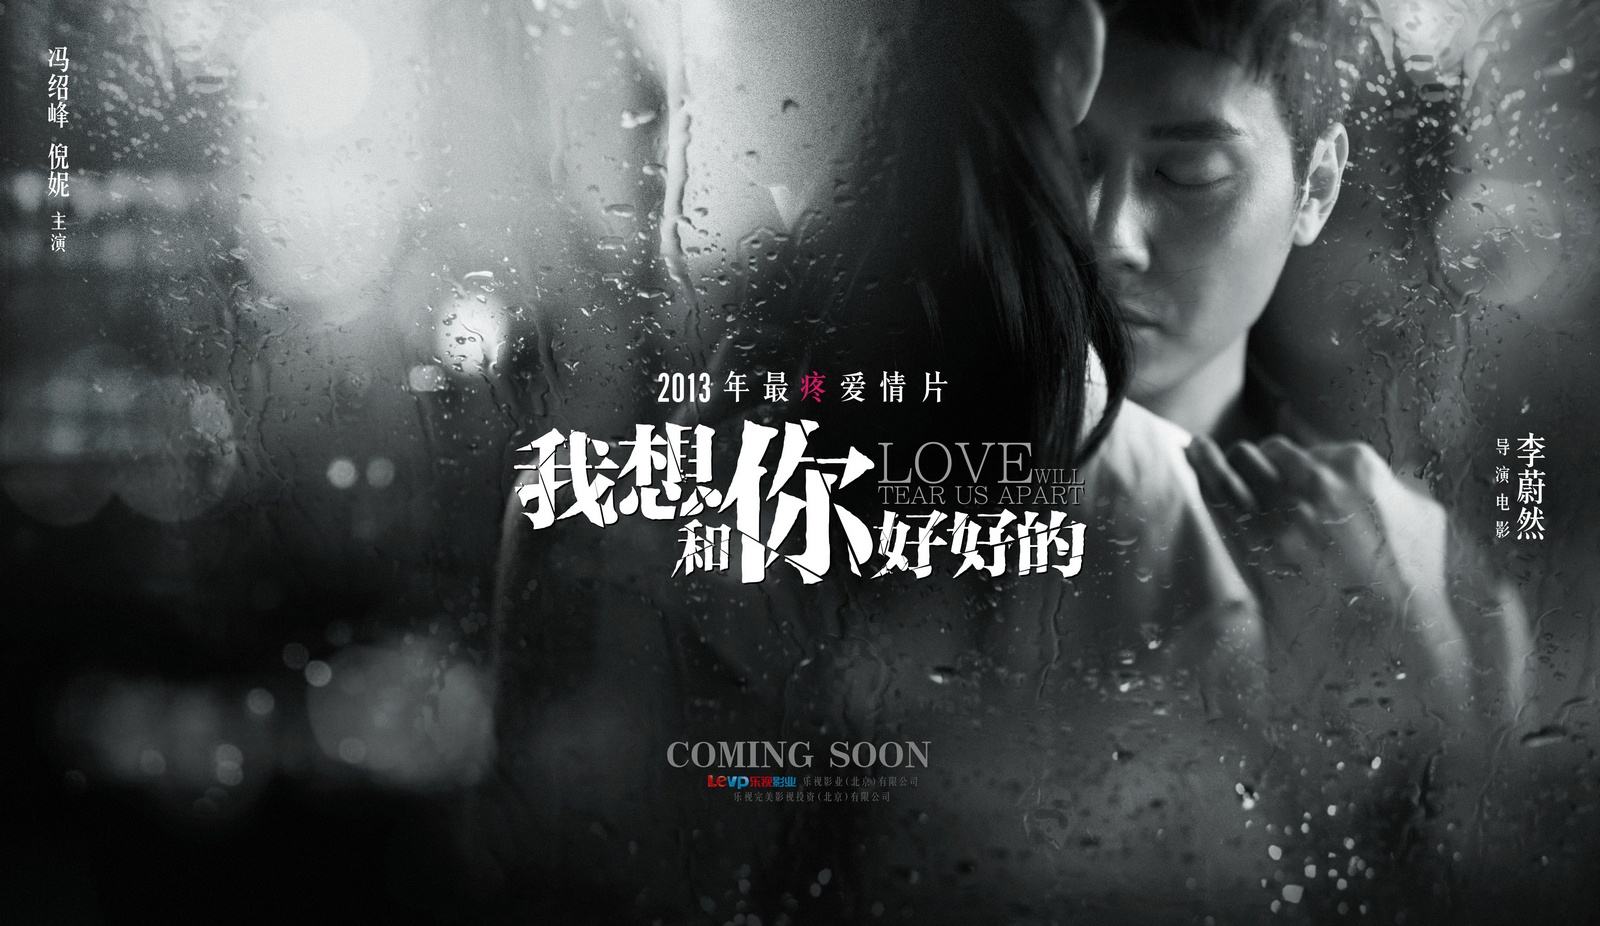 冯绍峰 倪妮 主演
2013年最疼爱情片
我想和你好好的
LOVE WILL
TEAR US APART
李蔚然
导演电影
COMING SOON
LeVP乐视影业 乐视影业(北京)有限公司
乐视完美影视投资(北京)有限公司